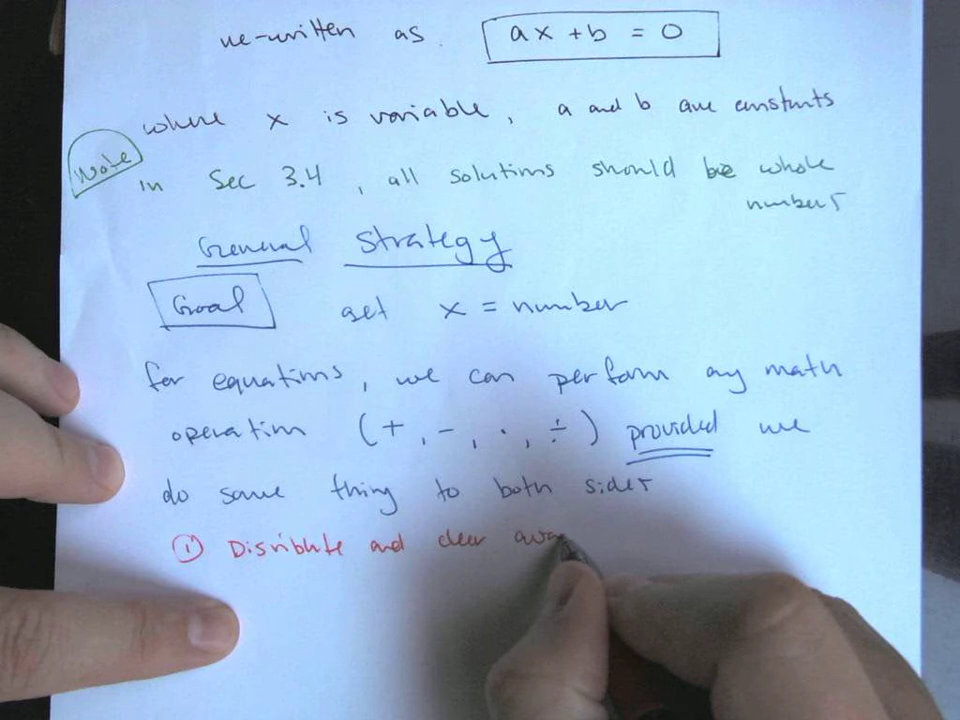 re-written as ax + b = 0
where x is variable, a and b are constants
Note
in Sec 3.4, all solutions should be whole
numbers
General Strategy
Goal get x = number
for equations, we can perform any math
operation (+, -, ·, ÷) provided we
do same thing to both sides
① Disribute and clear